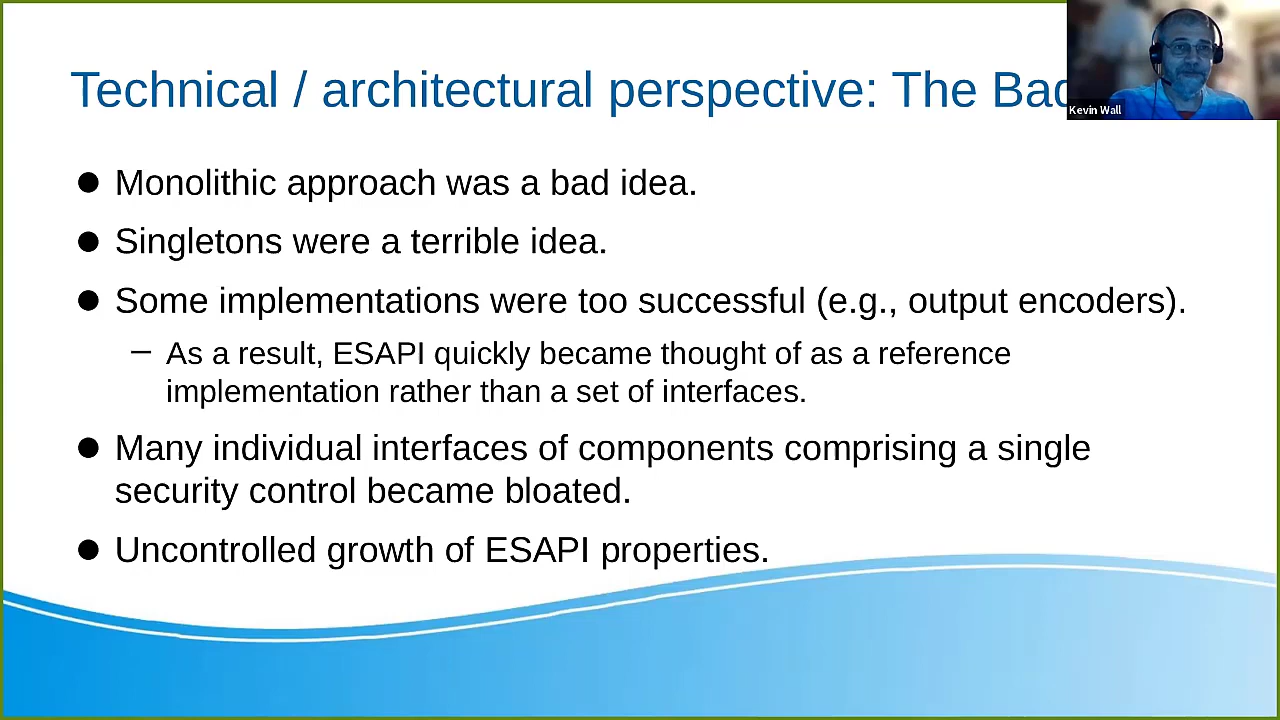 Technical / architectural perspective: The Bad
Kevin Wall
● Monolithic approach was a bad idea.
● Singletons were a terrible idea.
● Some implementations were too successful (e.g., output encoders).
– As a result, ESAPI quickly became thought of as a reference
implementation rather than a set of interfaces.
● Many individual interfaces of components comprising a single
security control became bloated.
● Uncontrolled growth of ESAPI properties.